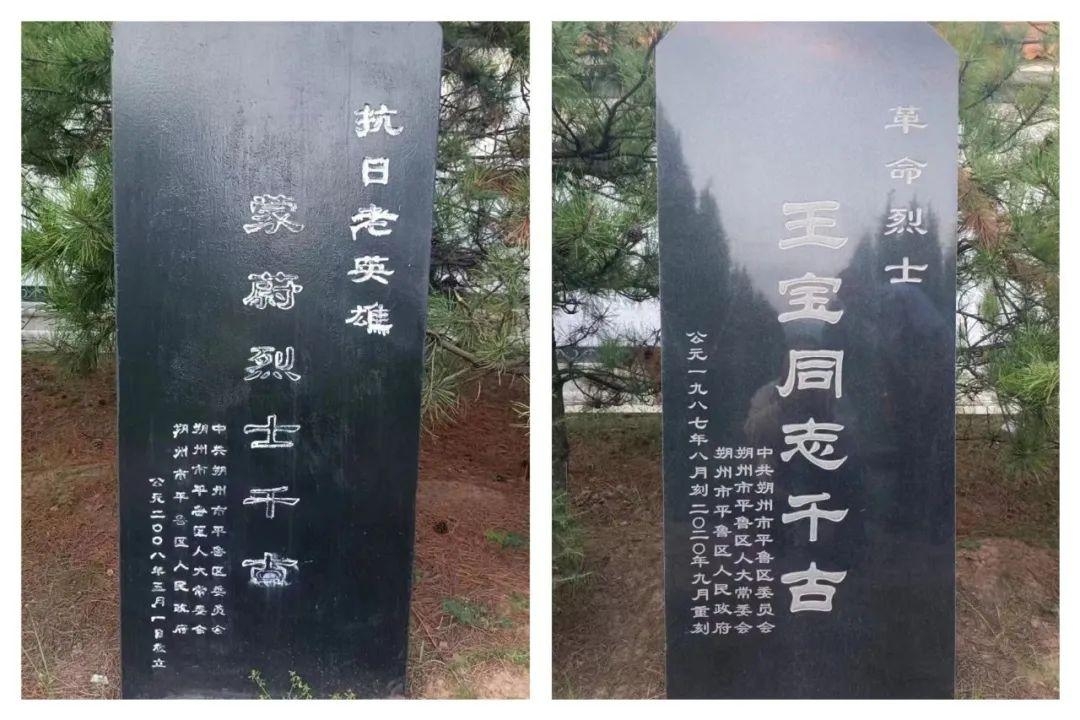 抗日老英雄
蒙蔚烈士千古
中共朔州市平鲁区委员会
朔州市平鲁区人大常委会
朔州市平鲁区人民政府
公元二〇〇八年三月一日敬立
革命烈士
王宝同志千古
中共朔州市平鲁区委员会
朔州市平鲁区人大常委会
朔州市平鲁区人民政府
公元一九八七年八月刻二〇二〇年九月重刻